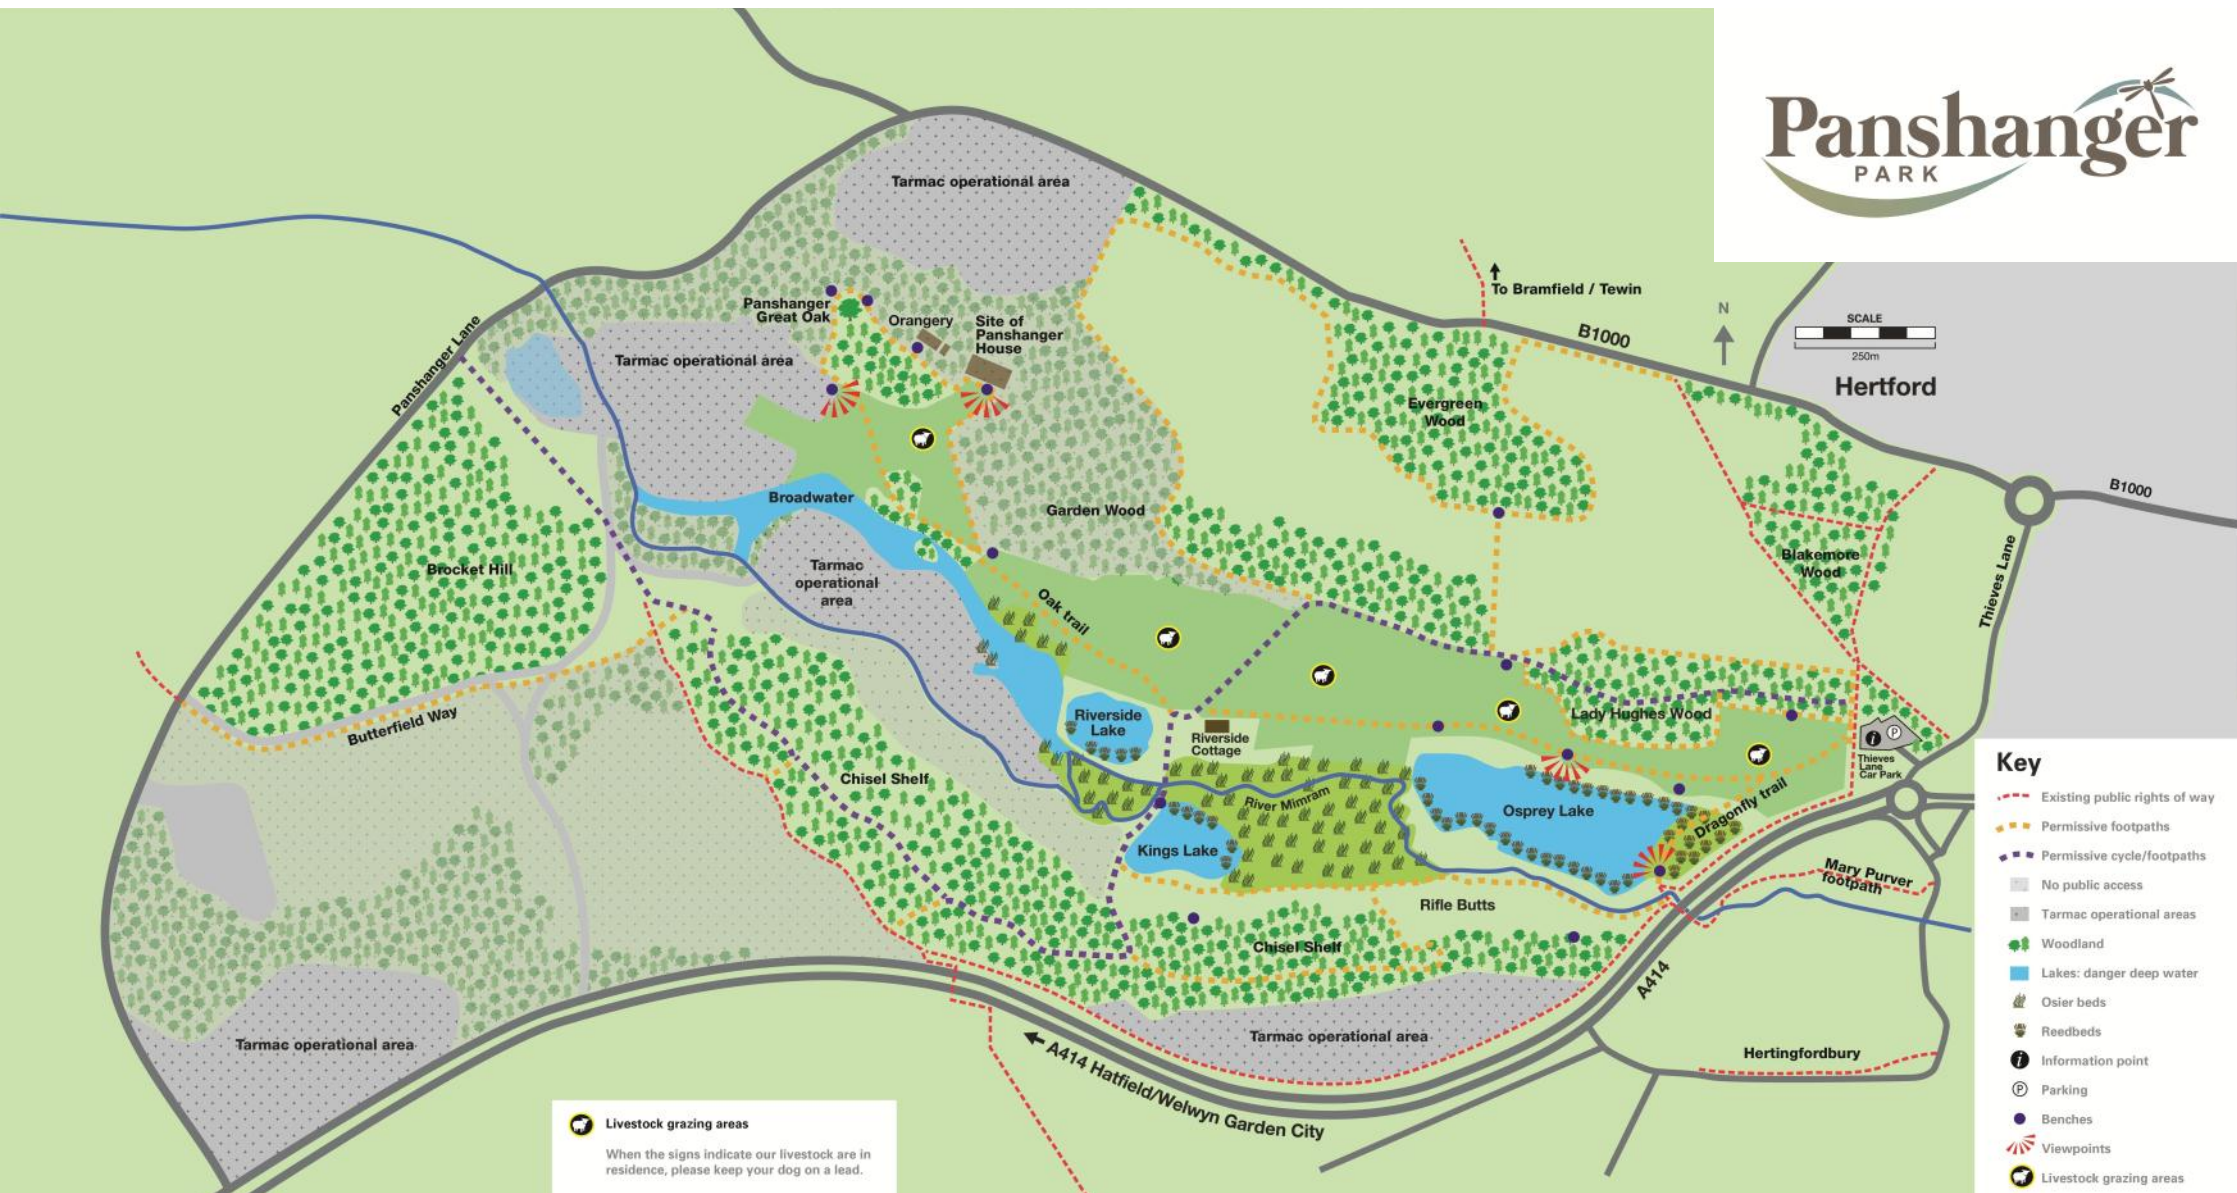 Panshanger
PARK
Tarmac operational area
To Bramfield / Tewin
B1000
N
SCALE
250m
Hertford
Panshanger Lane
Panshanger
Great Oak
Orangery
Site of
Panshanger
House
Tarmac operational area
Evergreen
Wood
B1000
Broadwater
Garden Wood
Brocket Hill
Tarmac
operational
area
Blakemore
Wood
Thieves Lane
Oak trail
Butterfield Way
Riverside
Lake
Riverside
Cottage
Lady Hughes Wood
i
P
Thieves
Lane
Car Park
Chisel Shelf
River Mimram
Osprey Lake
Dragonfly trail
Kings Lake
Mary Purver
footpath
Rifle Butts
Chisel Shelf
A414
Tarmac operational area
Tarmac operational area
A414 Hatfield/Welwyn Garden City
Hertingfordbury
Livestock grazing areas
When the signs indicate our livestock are in
residence, please keep your dog on a lead.
Key
Existing public rights of way
Permissive footpaths
Permissive cycle/footpaths
No public access
Tarmac operational areas
Woodland
Lakes: danger deep water
Osier beds
Reedbeds
i Information point
P Parking
Benches
Viewpoints
Livestock grazing areas